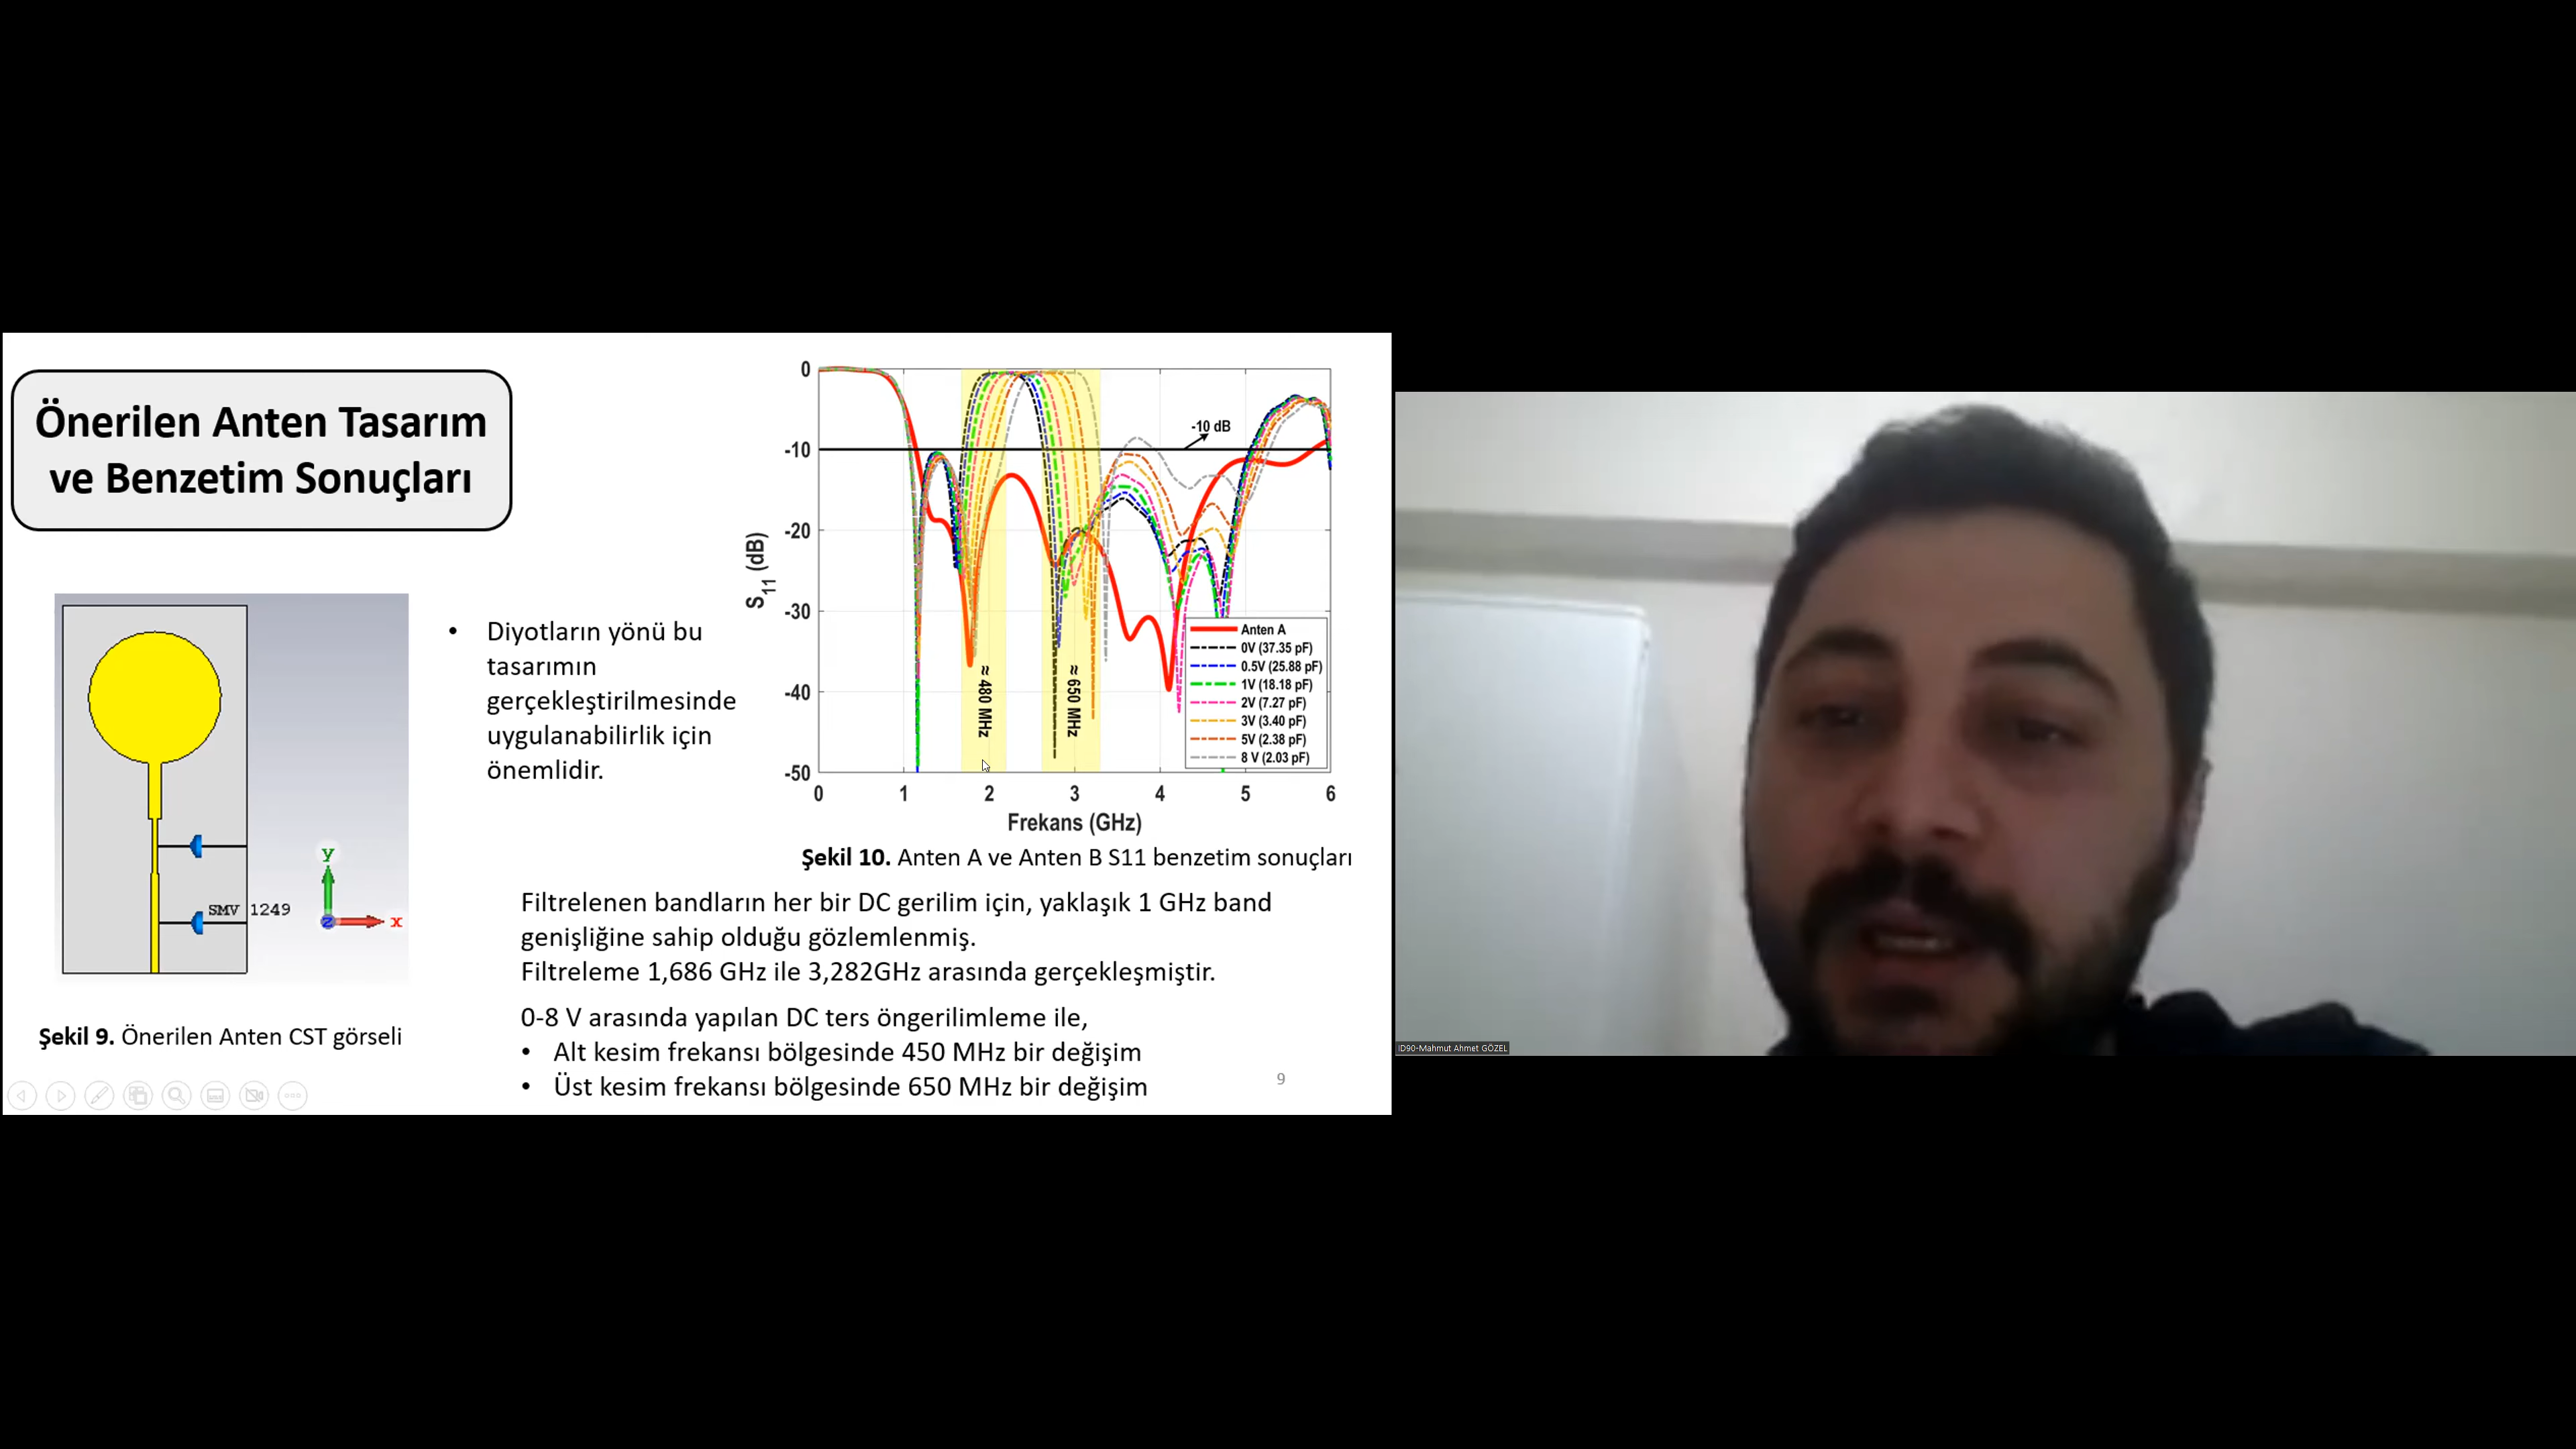 Önerilen Anten Tasarım
ve Benzetim Sonuçları
SMV 1249
y
z
x
Şekil 9. Önerilen Anten CST görseli
• Diyotların yönü bu
tasarımın
gerçekleştirilmesinde
uygulanabilirlik için
önemlidir.
0
-10
-20
-30
-40
-50
S11 (dB)
-10 dB
≈ 480 MHz
≈ 650 MHz
Anten A
0V (37.35 pF)
0.5V (25.88 pF)
1V (18.18 pF)
2V (7.27 pF)
3V (3.40 pF)
5V (2.38 pF)
8 V (2.03 pF)
0 1 2 3 4 5 6
Frekans (GHz)
Şekil 10. Anten A ve Anten B S11 benzetim sonuçları
Filtrelenen bandların her bir DC gerilim için, yaklaşık 1 GHz band
genişliğine sahip olduğu gözlemlenmiş.
Filtreleme 1,686 GHz ile 3,282GHz arasında gerçekleşmiştir.
0-8 V arasında yapılan DC ters öngerilimleme ile,
• Alt kesim frekansı bölgesinde 450 MHz bir değişim
• Üst kesim frekansı bölgesinde 650 MHz bir değişim
9
ID90-Mahmut Ahmet GÖZEL